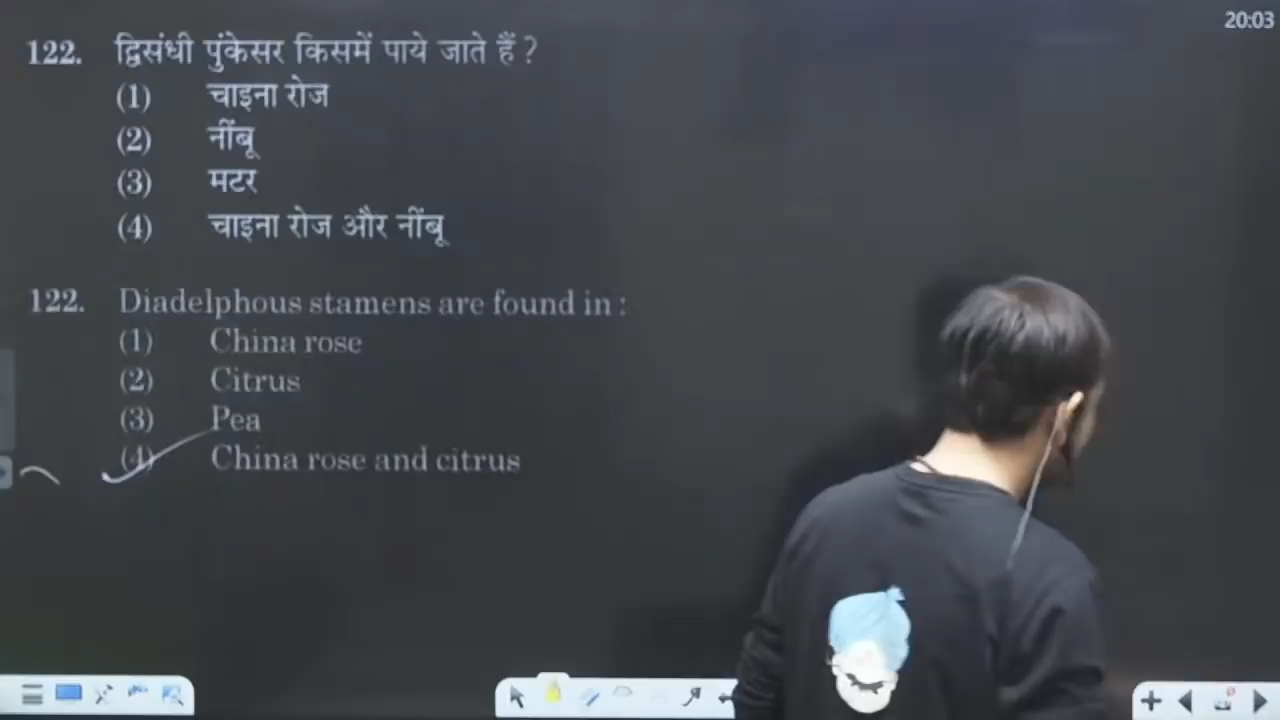 20:03
122. द्विसंधी पुंकेसर किसमें पाये जाते हैं ?
(1) चाइना रोज
(2) नींबू
(3) मटर
(4) चाइना रोज और नींबू
122. Diadelphous stamens are found in :
(1) China rose
(2) Citrus
(3) Pea
(4) China rose and citrus